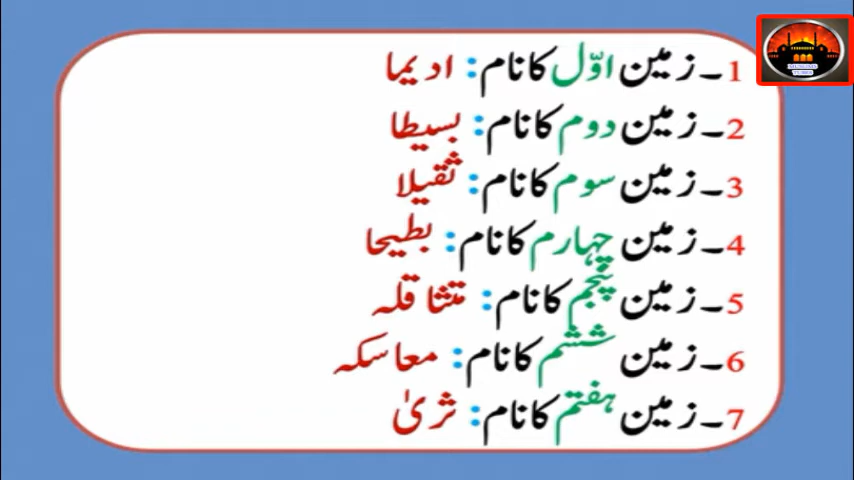 1۔زمین اوّل کا نام: ادیما
2۔زمین دوم کا نام: بسیطا
3۔زمین سوم کا نام: ثقیلا
4۔زمین چہارم کا نام: بطیحا
5۔زمین پنجم کا نام: متثاقلہ
6۔زمین ششم کا نام: معاسکہ
7۔زمین ہفتم کا نام: ثریٰ